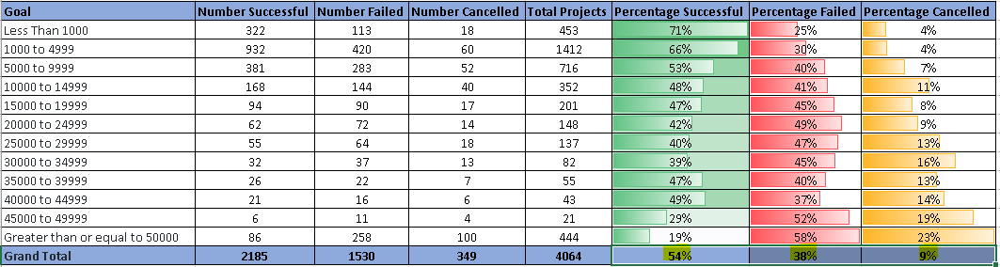 Goal Number Successful Number Failed Number Cancelled Total Projects Percentage Successful Percentage Failed Percentage Cancelled
Less Than 1000 322 113 18 453 71% 25% 4%
1000 to 4999 932 420 60 1412 66% 30% 4%
5000 to 9999 381 283 52 716 53% 40% 7%
10000 to 14999 168 144 40 352 48% 41% 11%
15000 to 19999 94 90 17 201 47% 45% 8%
20000 to 24999 62 72 14 148 42% 49% 9%
25000 to 29999 55 64 18 137 40% 47% 13%
30000 to 34999 32 37 13 82 39% 45% 16%
35000 to 39999 26 22 7 55 47% 40% 13%
40000 to 44999 21 16 6 43 49% 37% 14%
45000 to 49999 6 11 4 21 29% 52% 19%
Greater than or equal to 50000 86 258 100 444 19% 58% 23%
Grand Total 2185 1530 349 4064 54% 38% 9%